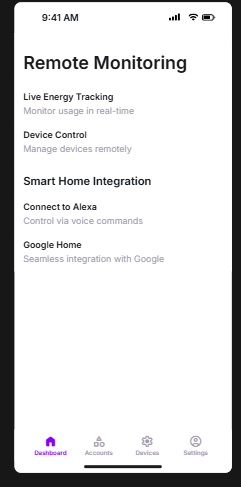 9:41 AM
Remote Monitoring
Live Energy Tracking
Monitor usage in real-time
Device Control
Manage devices remotely
Smart Home Integration
Connect to Alexa
Control via voice commands
Google Home
Seamless integration with Google
Dashboard Accounts Devices Settings